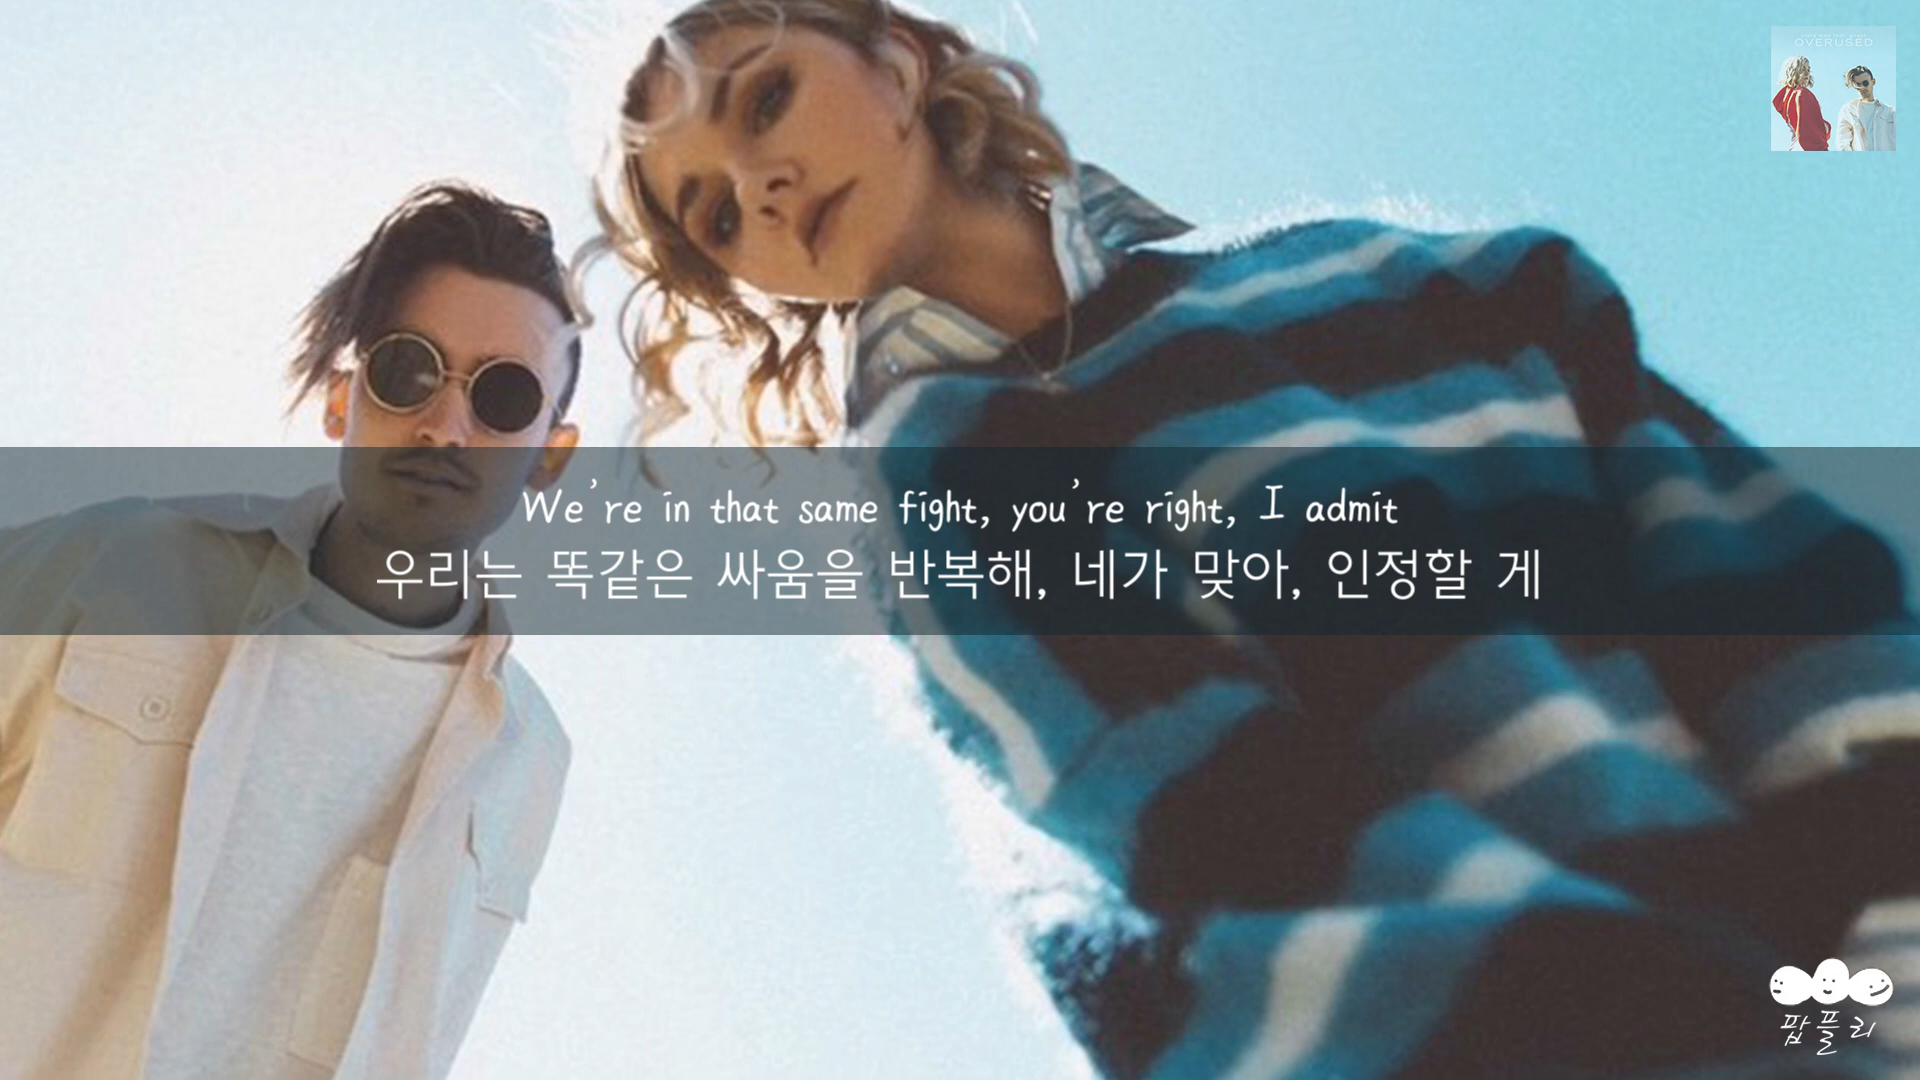 OVERUSED
We're in that same fight, you're right, I admit
우리는 똑같은 싸움을 반복해, 네가 맞아, 인정할 게
팝플리